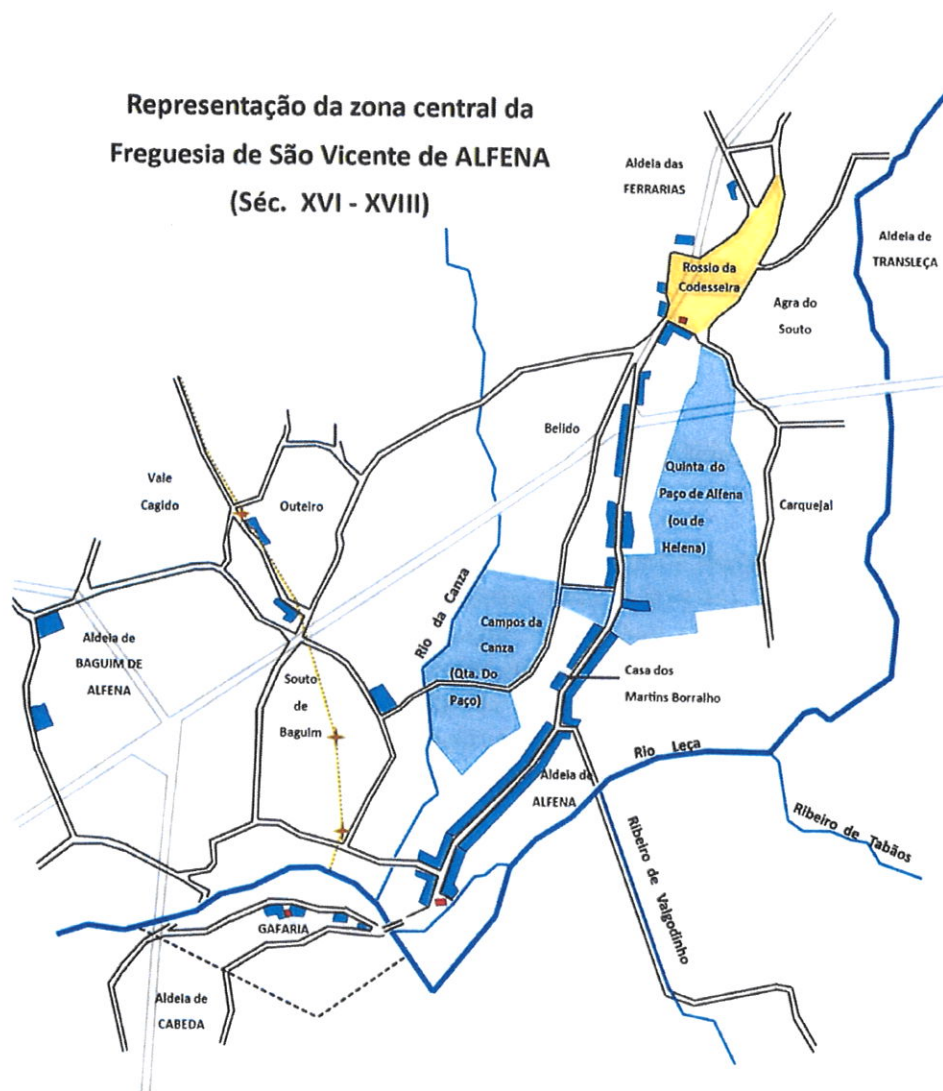 Representação da zona central da
Freguesia de São Vicente de ALFENA
(Séc. XVI - XVIII)
Aldeia das
FERRARIAS
Aldeia de
TRANSLEÇA
Rossio da
Codesseira
Agra do
Souto
Belido
Quinta do
Paço de Alfena
(ou de
Helena)
Carquejal
Vale
Cagido
Outeiro
Rio da Canza
Campos da
Canza
(Qta. Do
Paço)
Aldeia de
BAGUIM DE
ALFENA
Souto
de
Baguim
Casa dos
Martins Borralho
Rio Leça
Aldeia de
ALFENA
Ribeiro de Tabãos
Ribeiro de Valgodinho
GAFARIA
Aldeia de
CABEDA